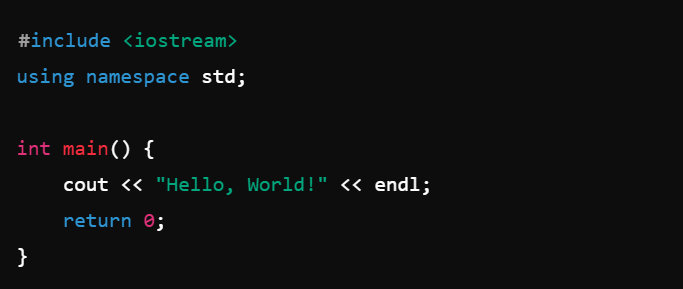 #include <iostream>
using namespace std;

int main() {
    cout << "Hello, World!" << endl;
    return 0;
}